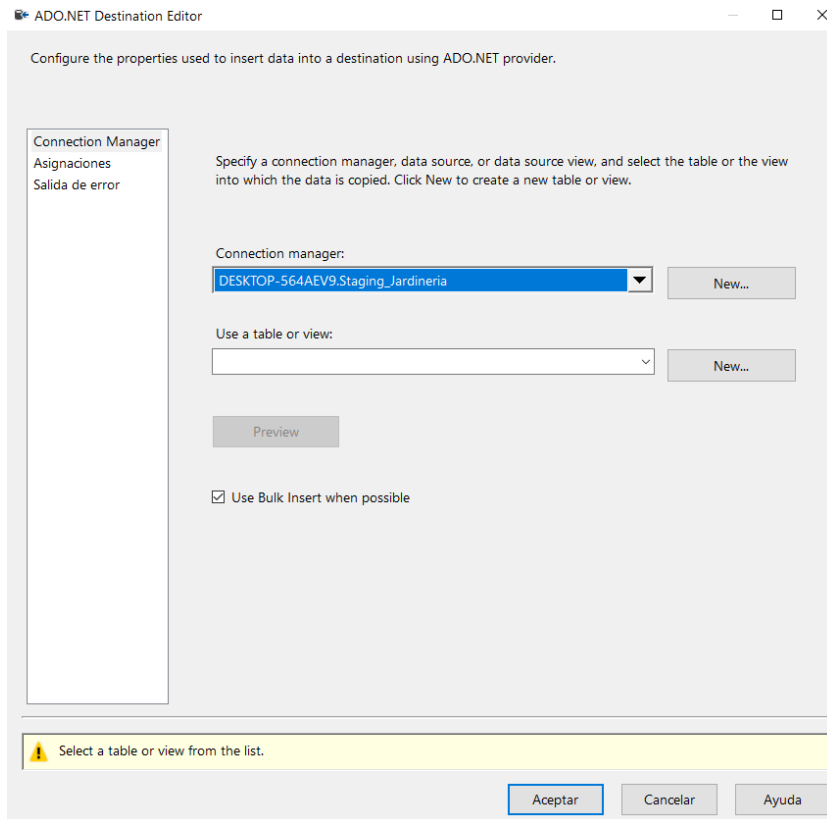 ADO.NET Destination Editor
Configure the properties used to insert data into a destination using ADO.NET provider.
Connection Manager
Asignaciones
Salida de error
Specify a connection manager, data source, or data source view, and select the table or the view
into which the data is copied. Click New to create a new table or view.
Connection manager:
DESKTOP-564AEV9.Staging_Jardineria
New...
Use a table or view:
New...
Preview
Use Bulk Insert when possible
Select a table or view from the list.
Aceptar
Cancelar
Ayuda